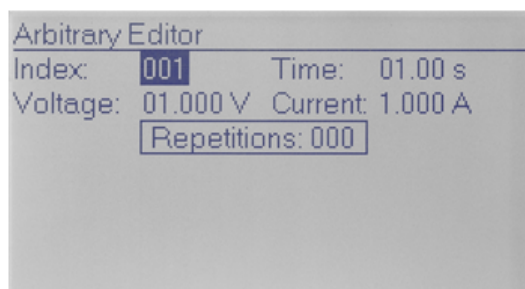 Arbitrary Editor
Index: 001 Time: 01.00 s
Voltage: 01.000 V Current: 1.000 A
Repetitions: 000